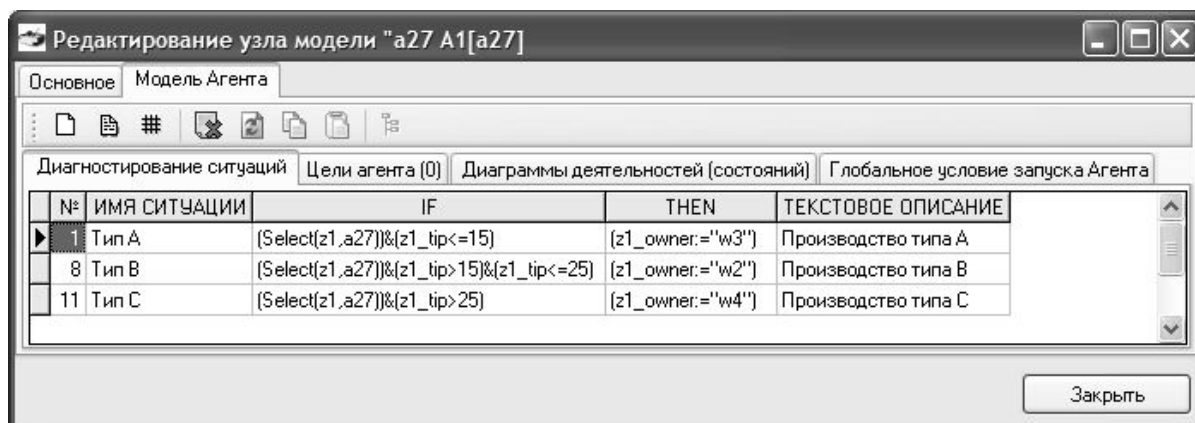 Редактирование узла модели "a27 A1[a27]
Основное Модель Агента
Диагностирование ситуаций Цели агента (0) Диаграммы деятельностей (состояний) Глобальное условие запуска Агента
№ ИМЯ СИТУАЦИИ IF THEN ТЕКСТОВОЕ ОПИСАНИЕ
1 Тип А (Select(z1,a27))&(z1_tip<=15) (z1_owner:="w3") Производство типа А
8 Тип В (Select(z1,a27))&(z1_tip>15)&(z1_tip<=25) (z1_owner:="w2") Производство типа В
11 Тип С (Select(z1,a27))&(z1_tip>25) (z1_owner:="w4") Производство типа С
Закрыть